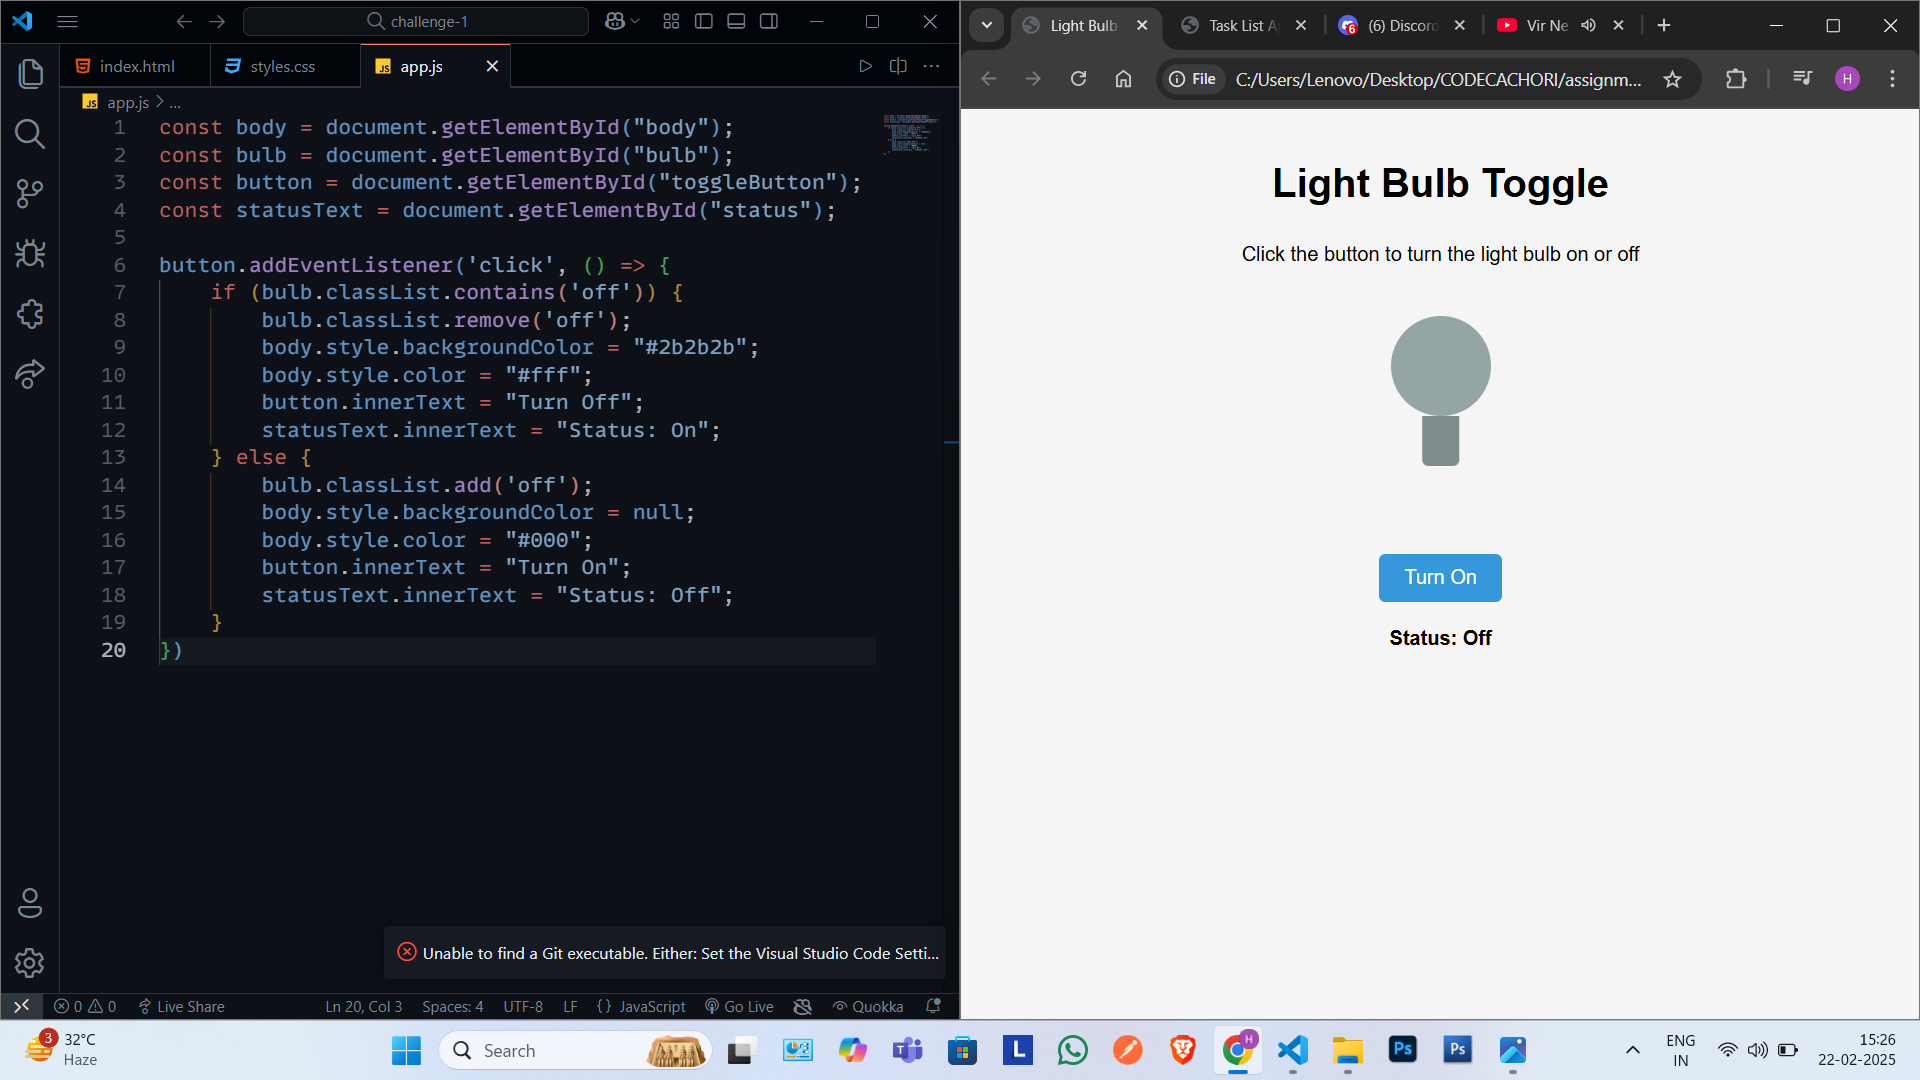 challenge-1
index.html
styles.css
JS app.js
JS app.js > ...
1 const body = document.getElementById("body");
2 const bulb = document.getElementById("bulb");
3 const button = document.getElementById("toggleButton");
4 const statusText = document.getElementById("status");
5
6 button.addEventListener('click', () => {
7 if (bulb.classList.contains('off')) {
8 bulb.classList.remove('off');
9 body.style.backgroundColor = "#2b2b2b";
10 body.style.color = "#fff";
11 button.innerText = "Turn Off";
12 statusText.innerText = "Status: On";
13 } else {
14 bulb.classList.add('off');
15 body.style.backgroundColor = null;
16 body.style.color = "#000";
17 button.innerText = "Turn On";
18 statusText.innerText = "Status: Off";
19 }
20 })
Unable to find a Git executable. Either: Set the Visual Studio Code Setti...
0 0 Live Share Ln 20, Col 3 Spaces: 4 UTF-8 LF {} JavaScript Go Live Quokka
Light Bulb
Task List A
6 (6) Discord
Vir Ne
File C:/Users/Lenovo/Desktop/CODECACHORI/assignm...
H
Light Bulb Toggle
Click the button to turn the light bulb on or off
Turn On
Status: Off
3
32°C
Haze
Search
L
H
Ps
Ps
ENG
IN
15:26
22-02-2025